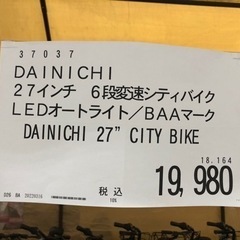 37037
DAINICHI
27インチ 6段変速シティバイク
LEDオートライト／BAAマーク
DAINICHI 27" CITY BIKE
18,164
税込
19,980